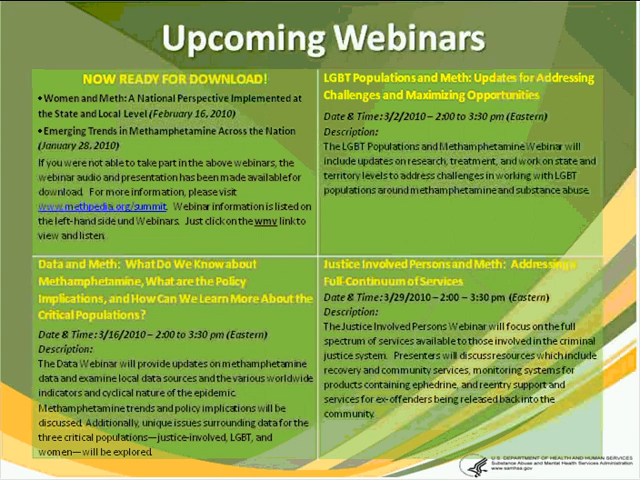 Upcoming Webinars
NOW READY FOR DOWNLOAD!
•Women and Meth: A National Perspective Implemented at
the State and Local Level (February 16, 2010)
•Emerging Trends in Methamphetamine Across the Nation
(January 28, 2010)
If you were not able to take part in the above webinars, the
webinar audio and presentation has been made available for
download. For more information, please visit
www.methpedia.org/summit. Webinar information is listed on
the left-hand side und Webinars. Just click on the wmv link to
view and listen.
LGBT Populations and Meth: Updates for Addressing
Challenges and Maximizing Opportunities
Date & Time: 3/2/2010 – 2:00 to 3:30 pm (Eastern)
Description:
The LGBT Populations and Methamphetamine Webinar will
include updates on research, treatment, and work on state and
territory levels to address challenges in working with LGBT
populations around methamphetamine and substance abuse.
Data and Meth: What Do We Know about
Methamphetamine, What are the Policy
Implications, and How Can We Learn More About the
Critical Populations?
Date & Time: 3/16/2010 – 2:00 to 3:30 pm (Eastern)
Description:
The Data Webinar will provide updates on methamphetamine
data and examine local data sources and the various worldwide
indicators and cyclical nature of the epidemic.
Methamphetamine trends and policy implications will be
discussed. Additionally, unique issues surrounding data for the
three critical populations—justice-involved, LGBT, and
women—will be explored.
Justice Involved Persons and Meth: Addressing a
Full-Continuum of Services
Date & Time: 3/29/2010 – 2:00 – 3:30 pm (Eastern)
Description:
The Justice Involved Persons Webinar will focus on the full
spectrum of services available to those involved in the criminal
justice system. Presenters will discuss resources which include
recovery and community services, monitoring systems for
products containing ephedrine, and reentry support and
services for ex-offenders being released back into the
community.
U.S. DEPARTMENT OF HEALTH AND HUMAN SERVICES
Substance Abuse and Mental Health Services Administration
www.samhsa.gov